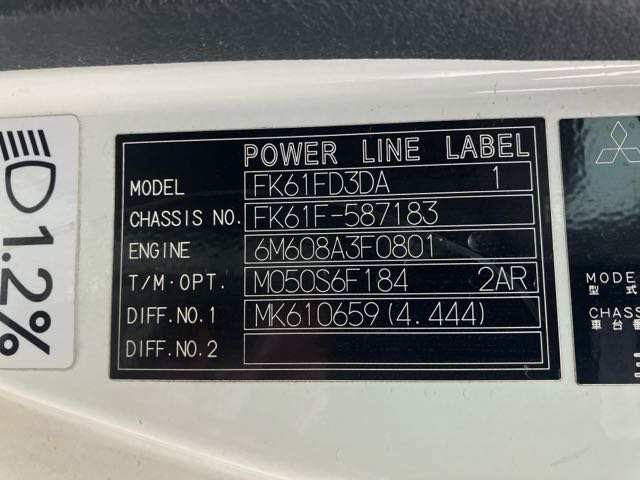 1.2%
POWER LINE LABEL
MODEL FK61FD3DA 1
CHASSIS NO. FK61F-587183
ENGINE 6M608A3F0801
T/M·OPT. M050S6F184 2AR
DIFF.NO.1 MK610659(4.444)
DIFF.NO.2
MODE
型式
CHASS
車台番